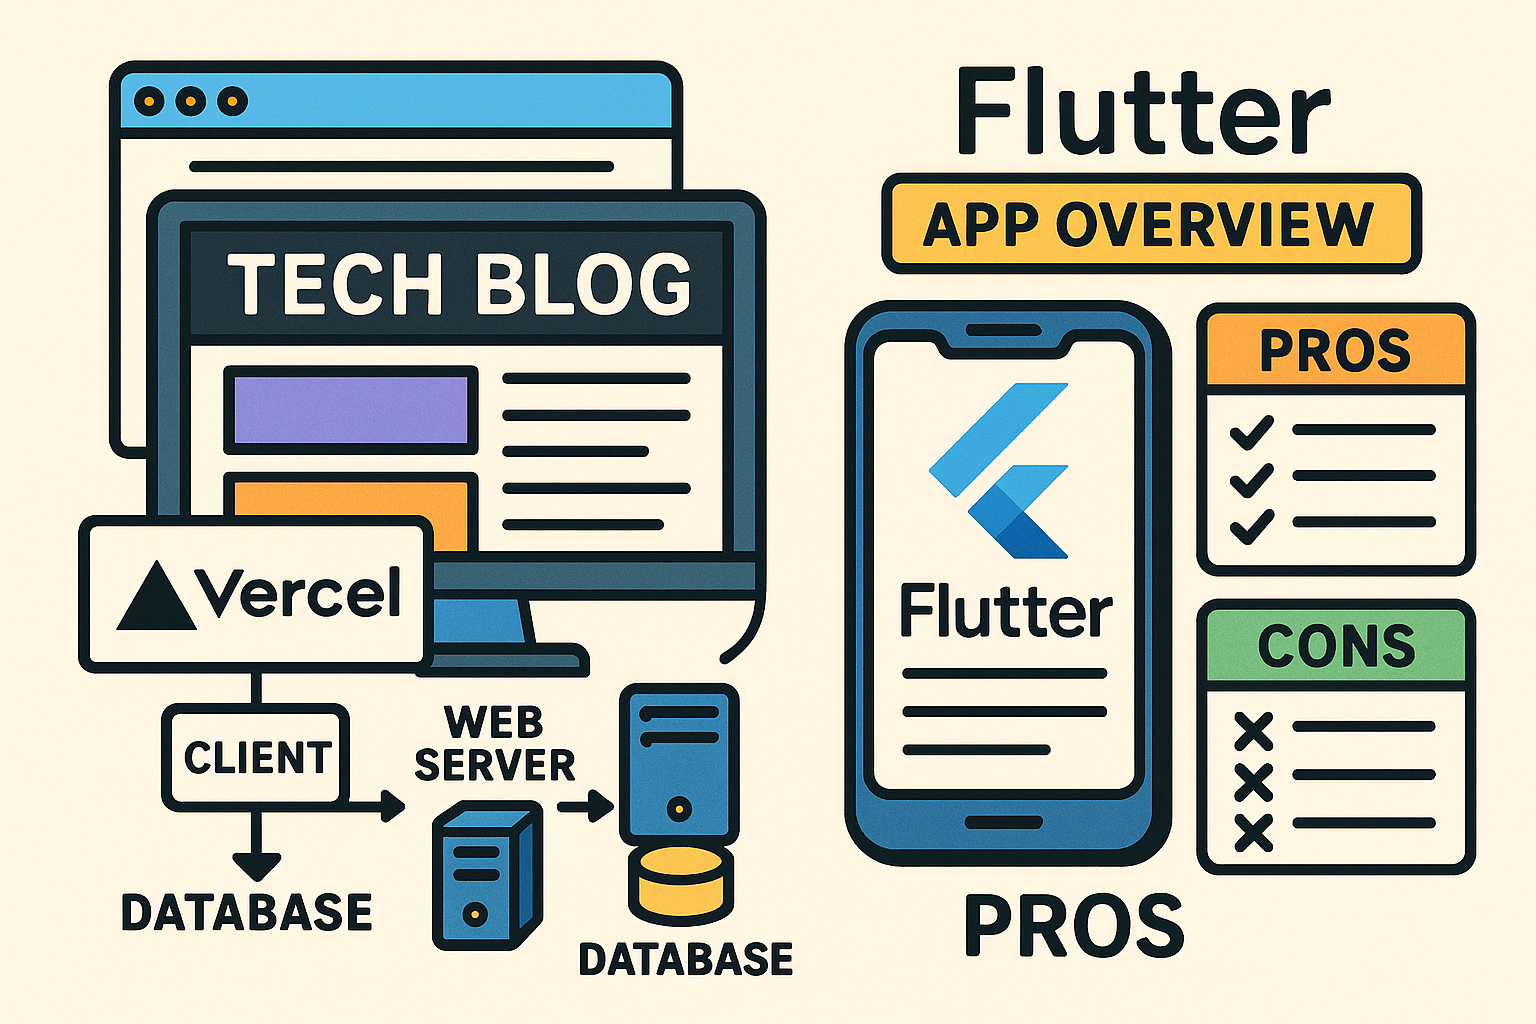 TECH BLOG
Vercel
CLIENT
DATABASE
WEB
SERVER
DATABASE
Flutter
APP OVERVIEW
Flutter
PROS
CONS
PROS